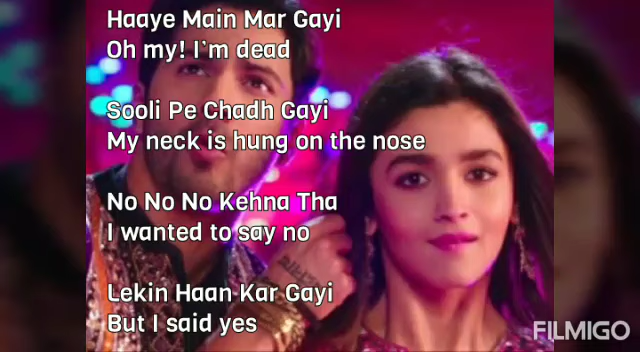 Haaye Main Mar Gayi
Oh my! I'm dead
Sooli Pe Chadh Gayi
My neck is hung on the nose
No No No Kehna Tha
I wanted to say no
Lekin Haan Kar Gayi
But I said yes
FILMIGO